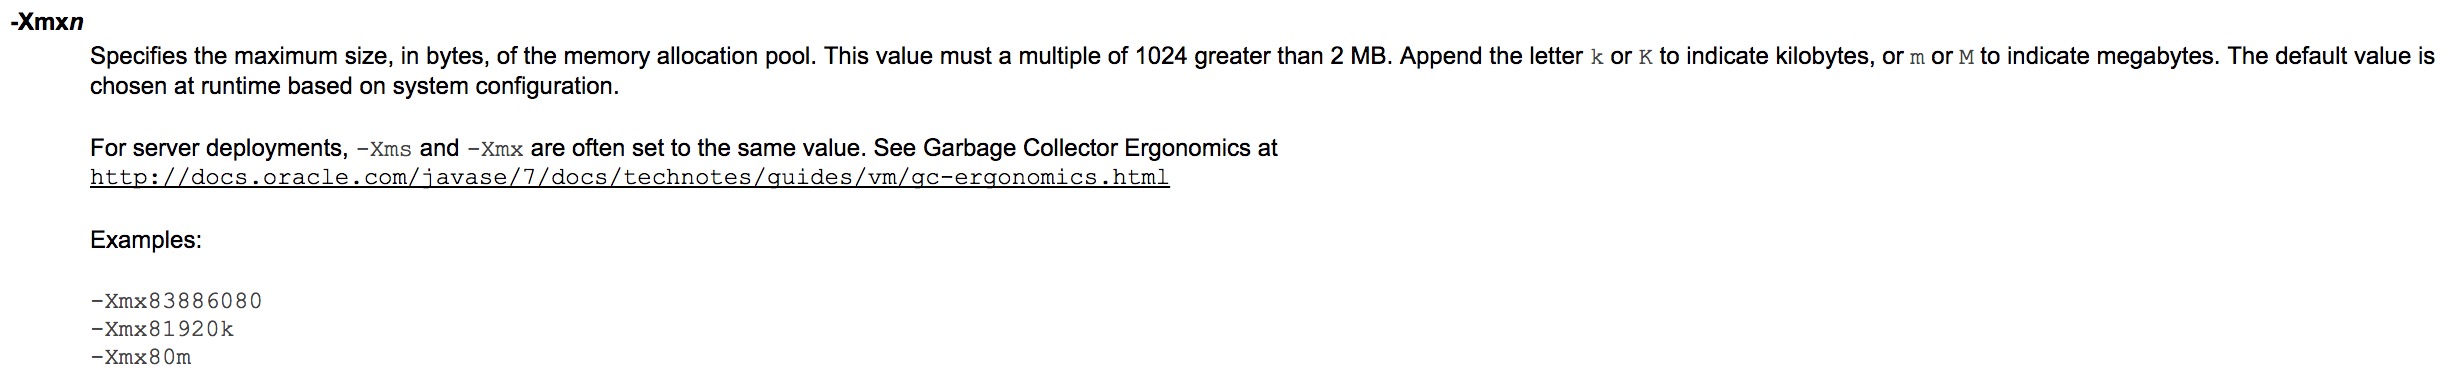 -Xmxn
Specifies the maximum size, in bytes, of the memory allocation pool. This value must a multiple of 1024 greater than 2 MB. Append the letter k or K to indicate kilobytes, or m or M to indicate megabytes. The default value is
chosen at runtime based on system configuration.
For server deployments, -Xms and -Xmx are often set to the same value. See Garbage Collector Ergonomics at
http://docs.oracle.com/javase/7/docs/technotes/guides/vm/gc-ergonomics.html
Examples:
-Xmx83886080
-Xmx81920k
-Xmx80m